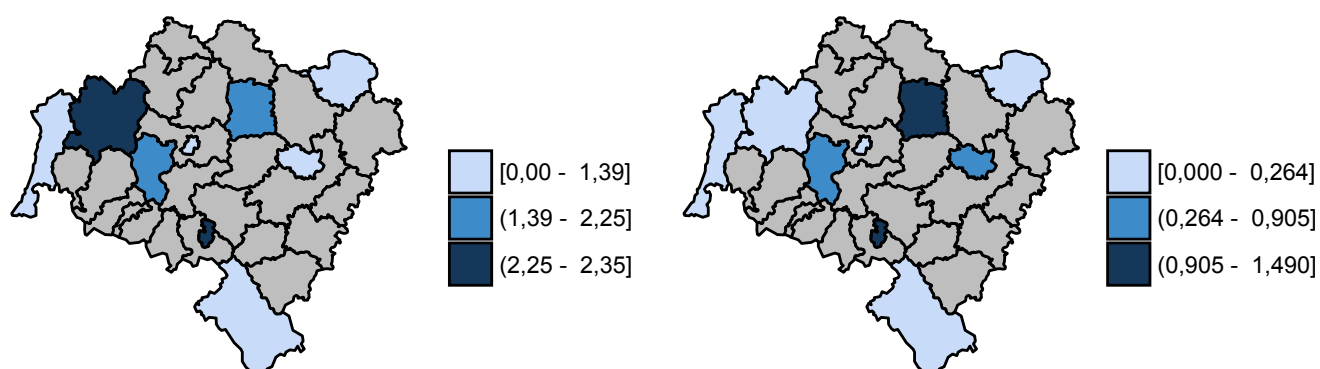 [0,00 - 1,39]
(1,39 - 2,25]
(2,25 - 2,35]
[0,000 - 0,264]
(0,264 - 0,905]
(0,905 - 1,490]